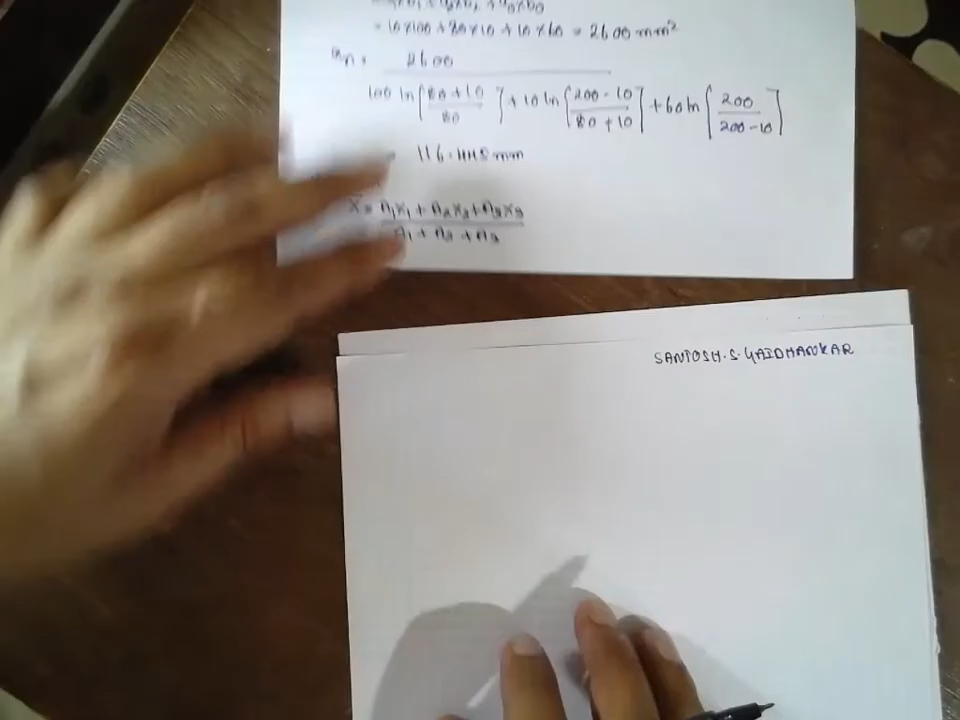 = 10×100 + 80×10 + 10×60 = 2600 mm²
rn = 2600
100 ln[80+10 / 80] + 10 ln[200-10 / 80+10] + 60 ln[200 / 200-10]
= 116.448 mm
x̄ = A₁x₁ + A₂x₂ + A₃x₃
A₁ + A₂ + A₃
SANTOSH.S.GAIDHANKAR